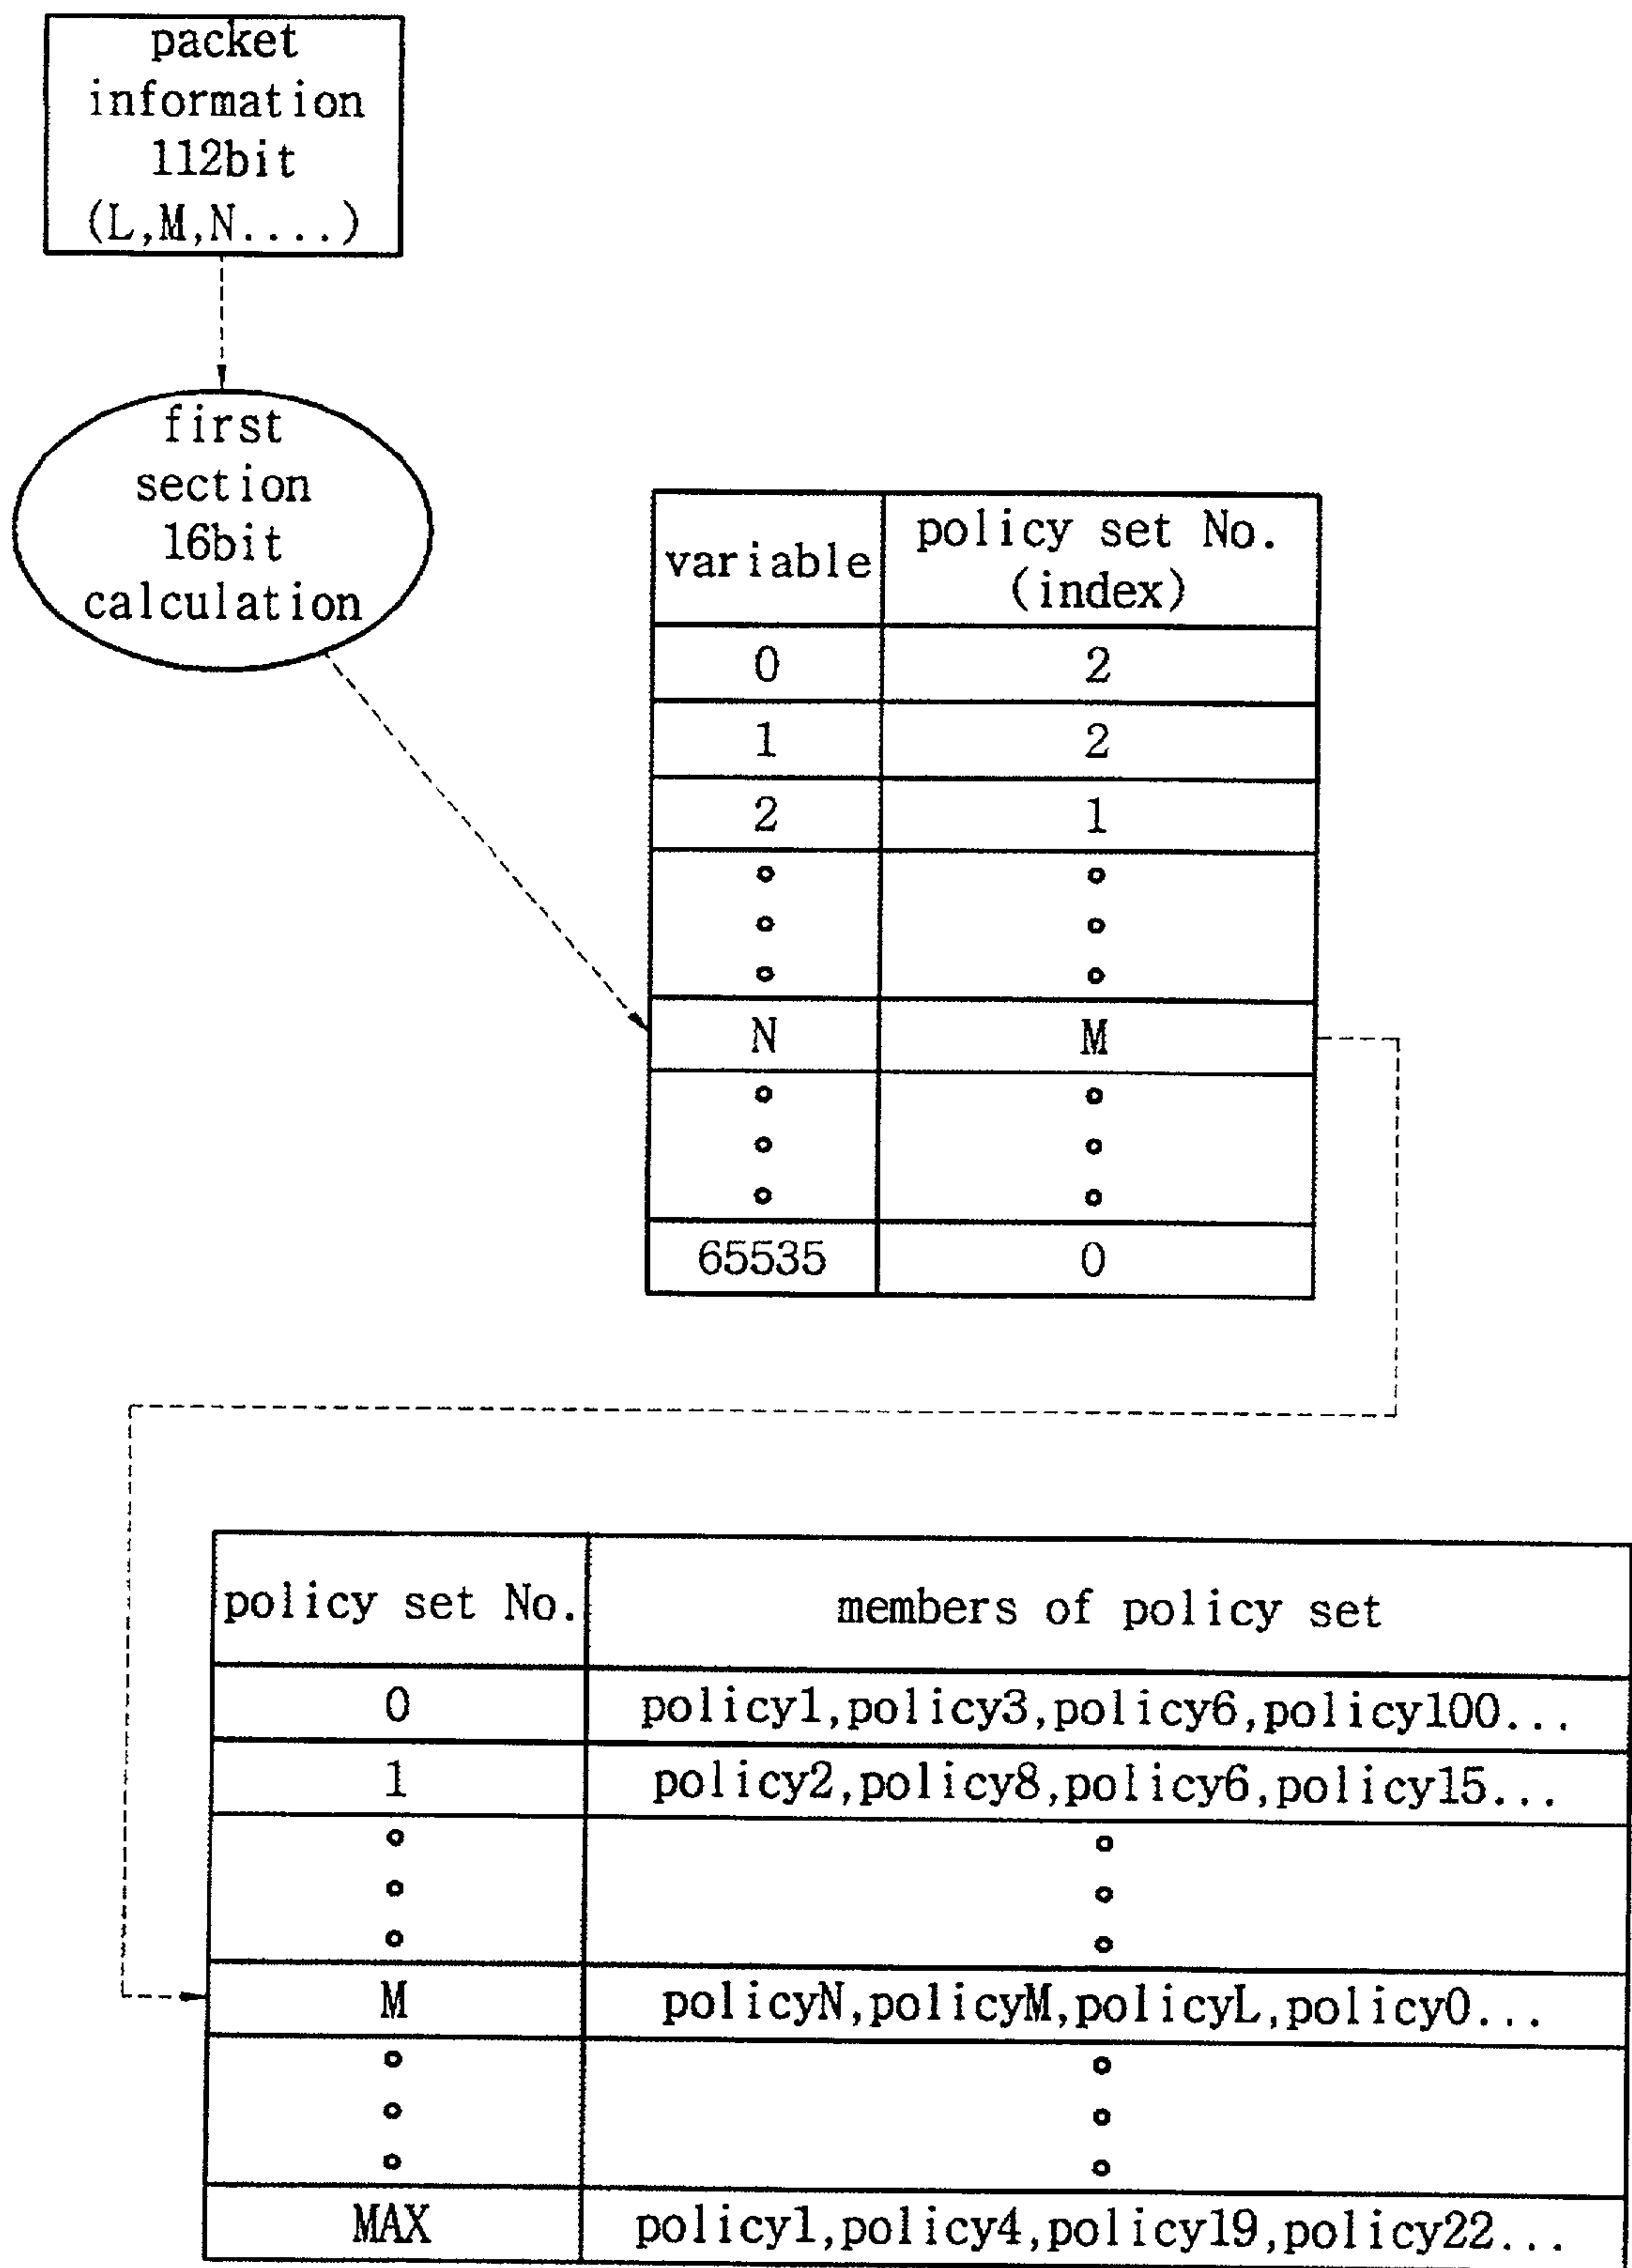 packet
information
112bit
(L,M,N....)
first
section
16bit
calculation
variable policy set No.
(index)
0 2
1 2
2 1
N M
65535 0
policy set No. members of policy set
0 policy1,policy3,policy6,policy100...
1 policy2,policy8,policy6,policy15...
M policyN,policyM,policyL,policyO...
MAX policy1,policy4,policy19,policy22...